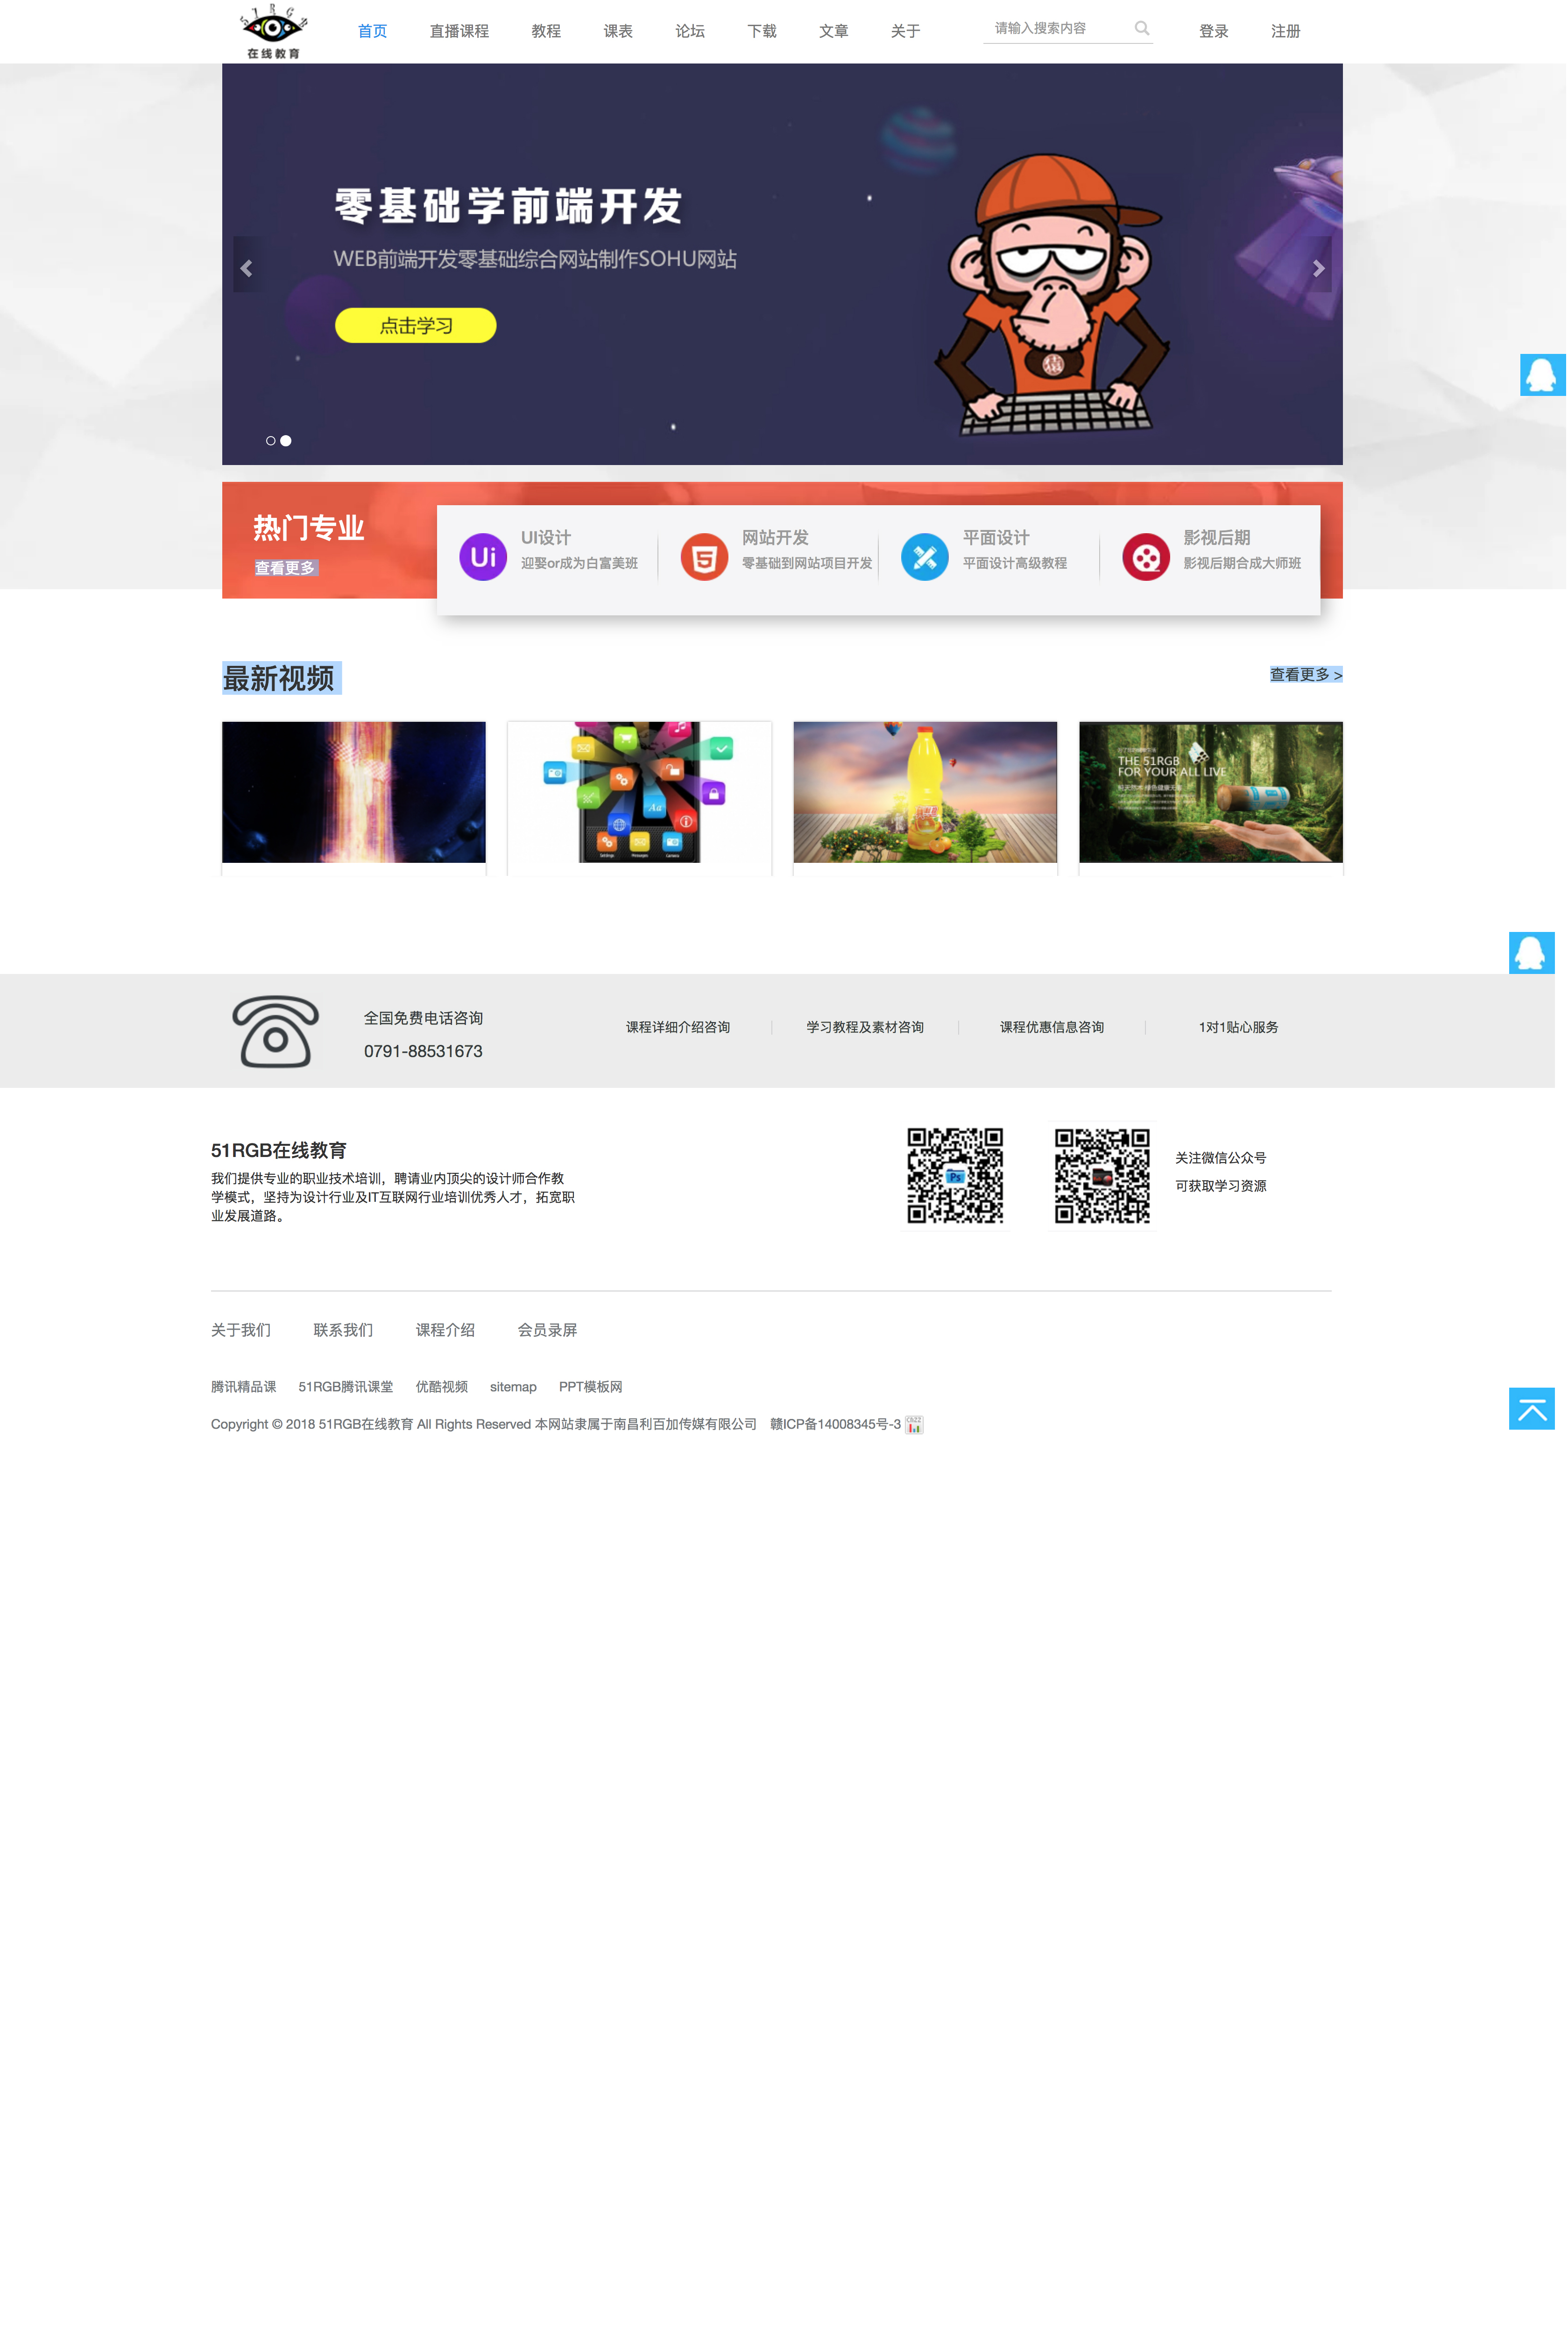 51RGB
在线教育
首页 直播课程 教程 课表 论坛 下载 文章 关于 请输入搜索内容 登录 注册
零基础学前端开发
WEB前端开发零基础综合网站制作SOHU网站
点击学习
热门专业
查看更多
Ui
UI设计
迎娶or成为白富美班
5
网站开发
零基础到网站项目开发
平面设计
平面设计高级教程
影视后期
影视后期合成大师班
最新视频 查看更多 >
Aa
Settings Messages Camera
THE 51RGB
FOR YOUR ALL LIVE
全国免费电话咨询
0791-88531673
课程详细介绍咨询 学习教程及素材咨询 课程优惠信息咨询 1对1贴心服务
51RGB在线教育
我们提供专业的职业技术培训，聘请业内顶尖的设计师合作教
学模式，坚持为设计行业及IT互联网行业培训优秀人才，拓宽职
业发展道路。
Ps
关注微信公众号
可获取学习资源
关于我们 联系我们 课程介绍 会员录屏
腾讯精品课 51RGB腾讯课堂 优酷视频 sitemap PPT模板网
Copyright © 2018 51RGB在线教育 All Rights Reserved 本网站隶属于南昌利百加传媒有限公司 赣ICP备14008345号-3 CNZZ